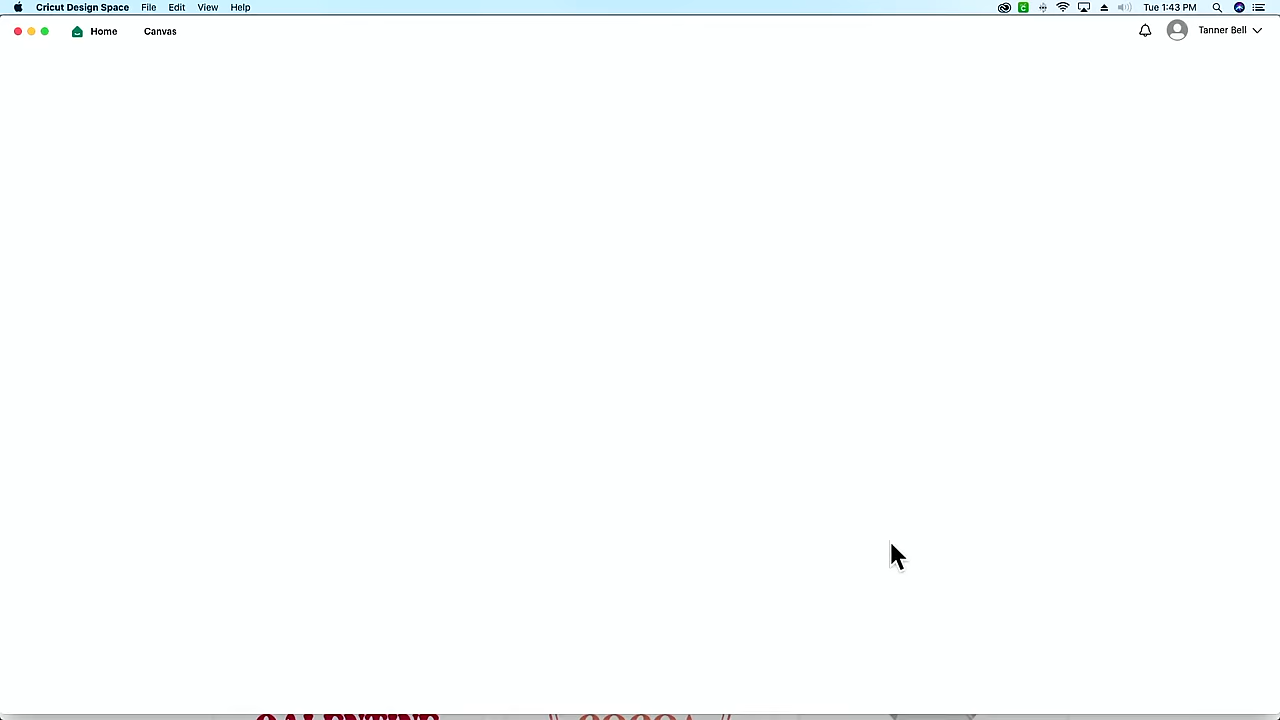 Cricut Design Space File Edit View Help Tue 1:43 PM
Home Canvas Tanner Bell